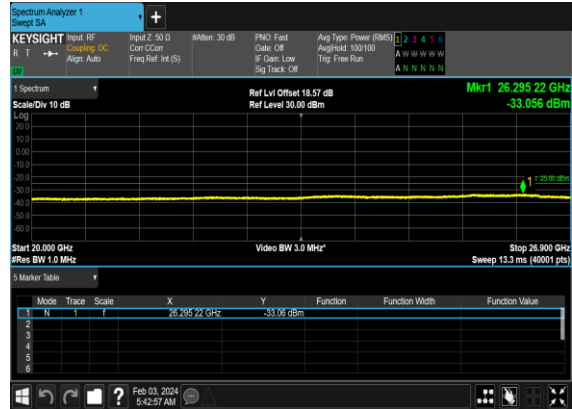 Spectrum Analyzer 1
Swept SA
+
KEYSIGHT Input: RF Input Z: 50 Ω #Atten: 30 dB PNO: Fast Avg Type: Power (RMS) 1 2 3 4 5 6
R T Coupling: DC Corr CCorr Gate: Off Avg|Hold: 100/100 A W W W W W
Align: Auto Freq Ref: Int (S) IF Gain: Low Trig: Free Run
Sig Track: Off A N N N N N
1 Spectrum Ref Lvl Offset 18.57 dB Mkr1 26.295 22 GHz
Scale/Div 10 dB Ref Level 30.00 dBm -33.056 dBm
Log
20.0
10.0
0.00
-10.0
-20.0
-30.0
-40.0
-50.0
-60.0
1
Start 20.000 GHz Video BW 3.0 MHz* Stop 26.900 GHz
#Res BW 1.0 MHz Sweep 13.3 ms (40001 pts)
5 Marker Table
Mode Trace Scale X Y Function Function Width Function Value
1 N 1 f 26.295 22 GHz -33.06 dBm
2
3
4
5
6
? Feb 03, 2024
5:42:57 AM